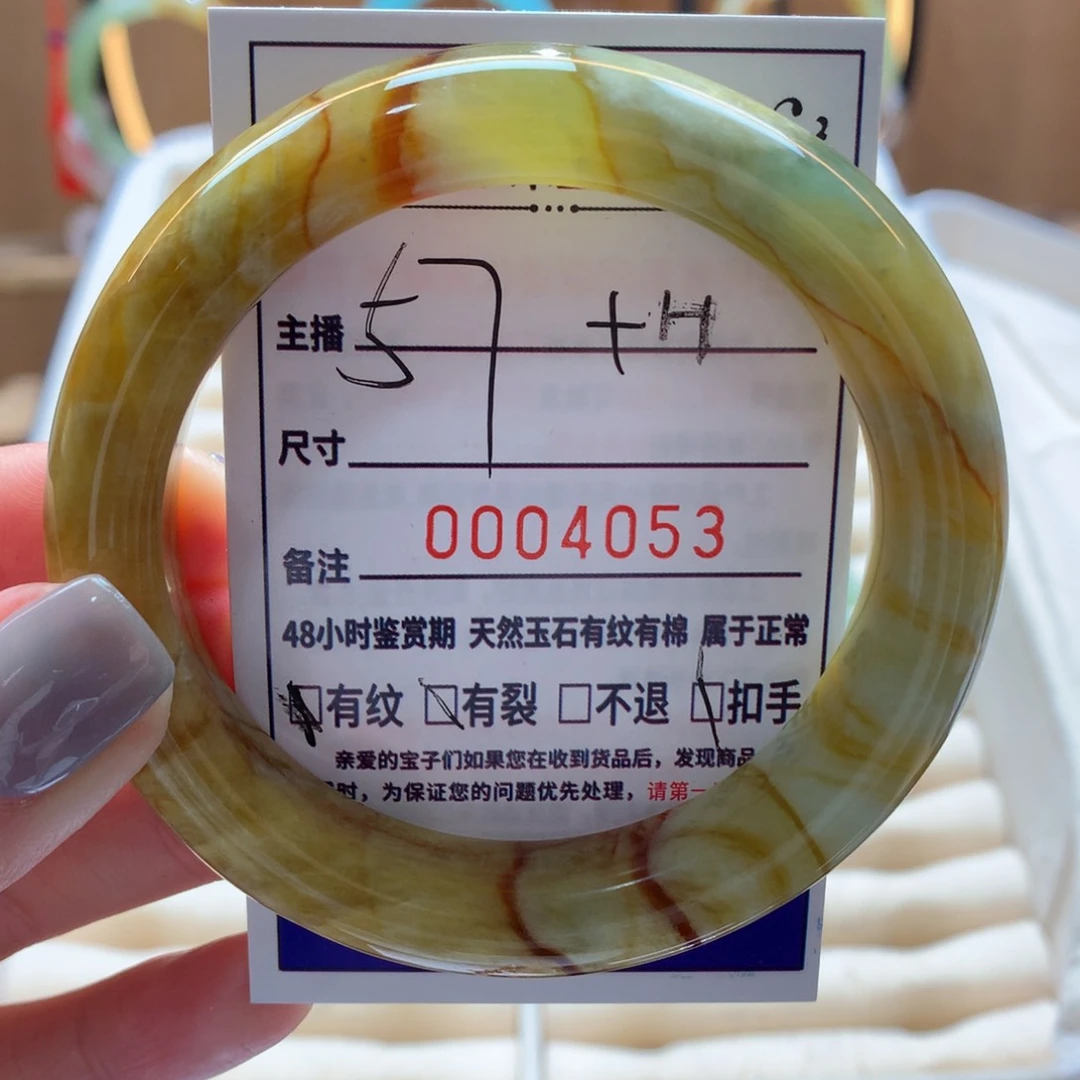 57 +H
主播
尺寸
0004053
备注
48小时鉴赏期 天然玉石有纹有棉 属于正常
有纹 有裂 不退 扣手
亲爱的宝子们如果您在收到货品后，发现商品
时，为保证您的问题优先处理，请第一